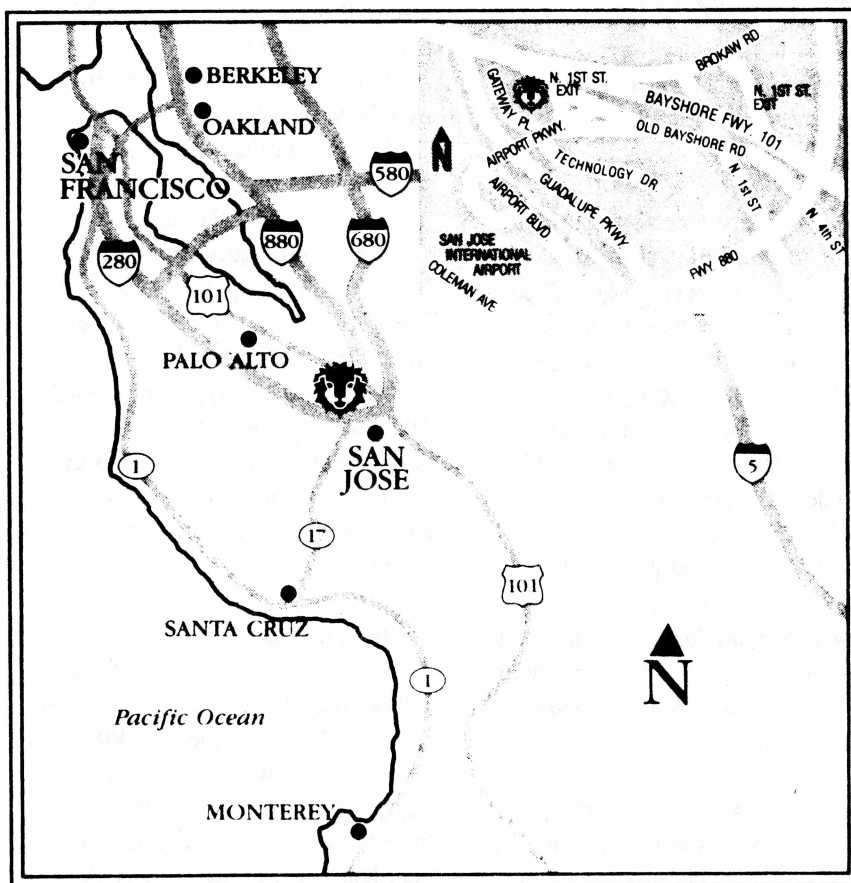 BERKELEY
OAKLAND
SAN
FRANCISCO
580
280
880
680
101
PALO ALTO
SAN
JOSE
1
17
5
101
SANTA CRUZ
1
N
Pacific Ocean
MONTEREY
BROKAW RD
N. 1ST ST.
EXIT
N. 1ST ST.
EXIT
GATEWAY PL.
BAYSHORE FWY 101
OLD BAYSHORE RD
N
AIRPORT PKWY.
TECHNOLOGY DR
N 1st ST
AIRPORT BLVD.
GUADALUPE PKWY
N. 4th ST
SAN JOSE
INTERNATIONAL
AIRPORT
FWY 880
COLEMAN AVE